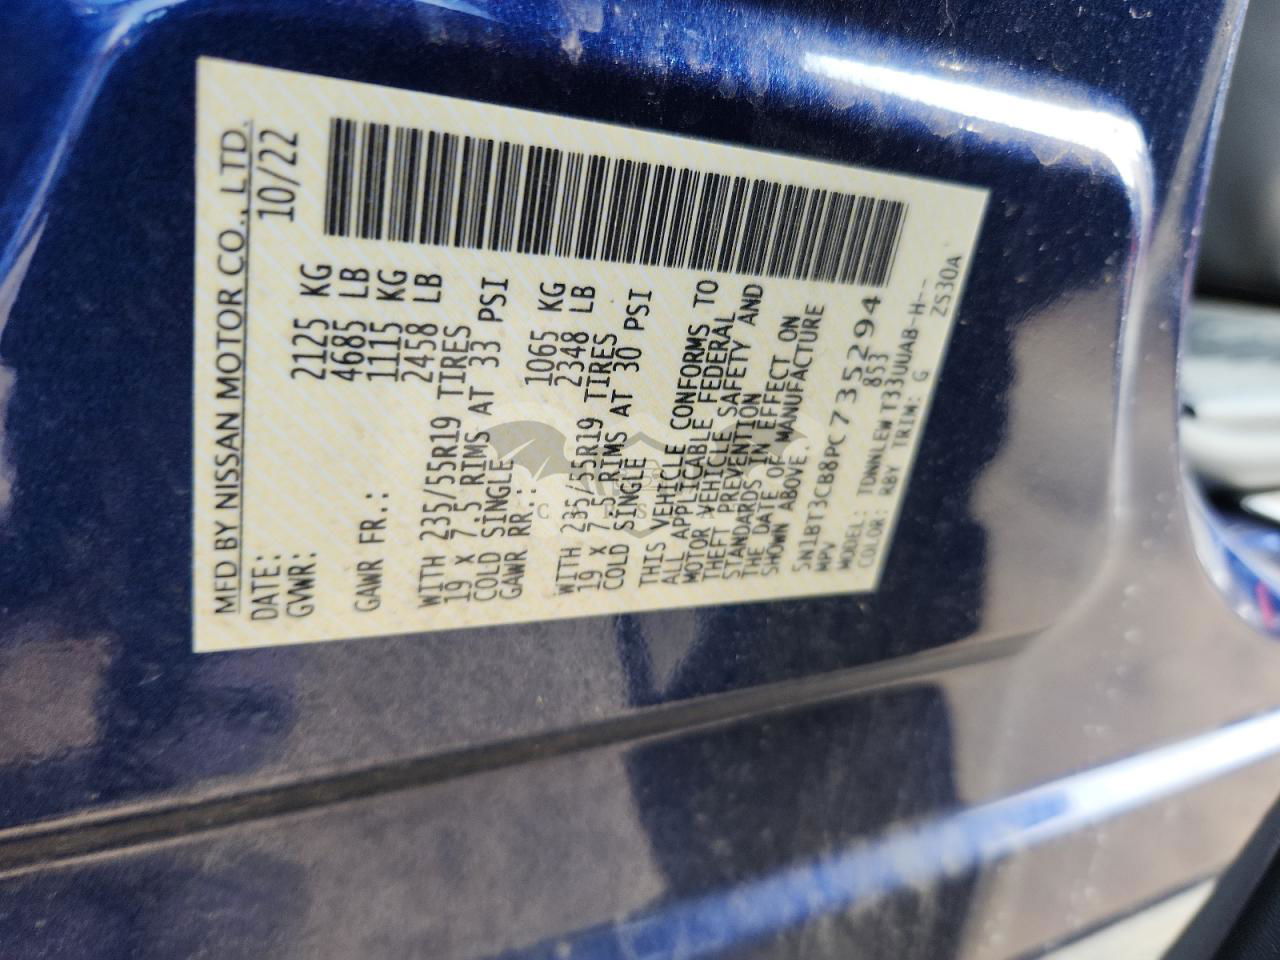 MFD BY NISSAN MOTOR CO., LTD.
DATE: 10/22
GVWR: 2125 KG
4685 LB
GAWR FR.: 1115 KG
2458 LB
WITH 235/55R19 TIRES
19 X 7.5 RIMS AT 33 PSI
COLD SINGLE
GAWR RR.: 1065 KG
2348 LB
WITH 235/55R19 TIRES
19 X 7.5 RIMS AT 30 PSI
COLD SINGLE
THIS VEHICLE CONFORMS TO
ALL APPLICABLE FEDERAL
MOTOR VEHICLE SAFETY AND
THEFT PREVENTION
STANDARDS IN EFFECT ON
THE DATE OF MANUFACTURE
SHOWN ABOVE.
5N1BT3CB8PC735294
MPV 853
MODEL: TDNNLEWT33UUAB-H--
COLOR: RBY TRIM: G ZS30A